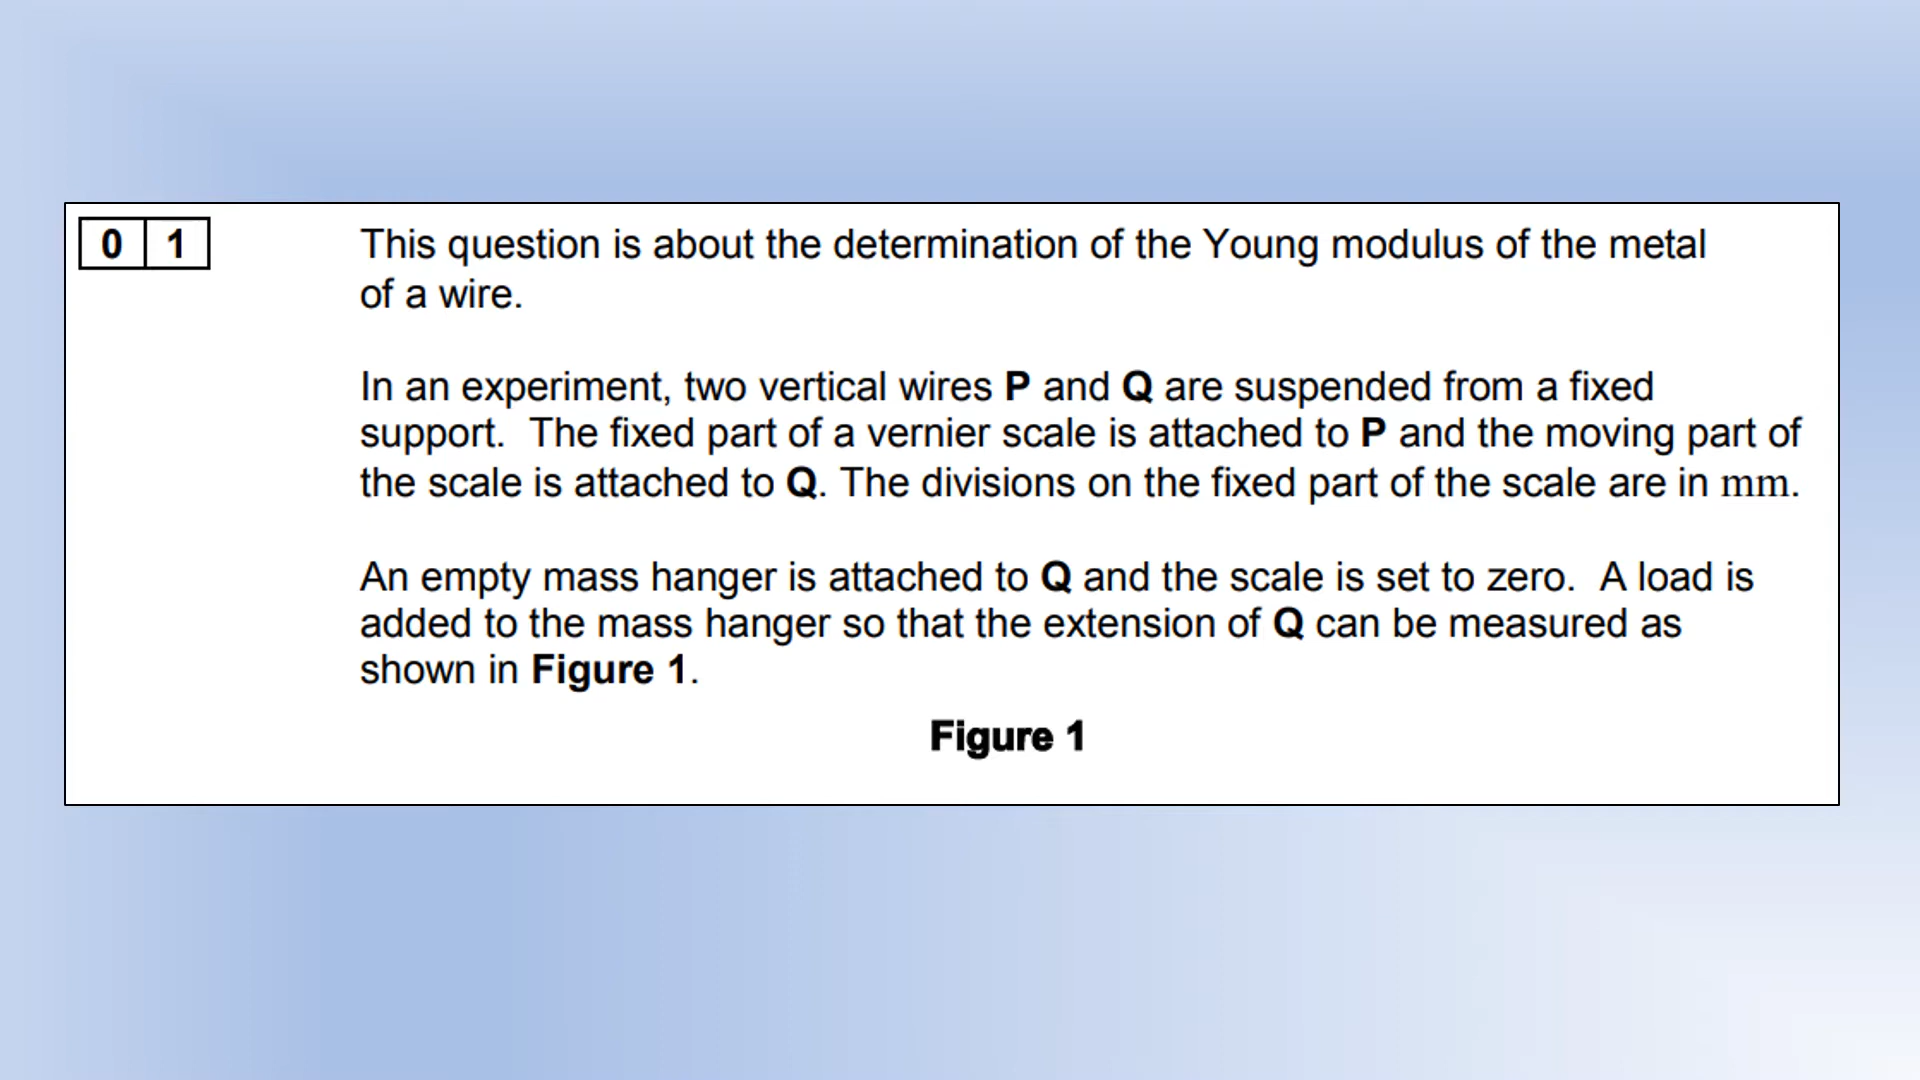 0 1
This question is about the determination of the Young modulus of the metal
of a wire.
In an experiment, two vertical wires P and Q are suspended from a fixed
support. The fixed part of a vernier scale is attached to P and the moving part of
the scale is attached to Q. The divisions on the fixed part of the scale are in mm.
An empty mass hanger is attached to Q and the scale is set to zero. A load is
added to the mass hanger so that the extension of Q can be measured as
shown in Figure 1.
Figure 1